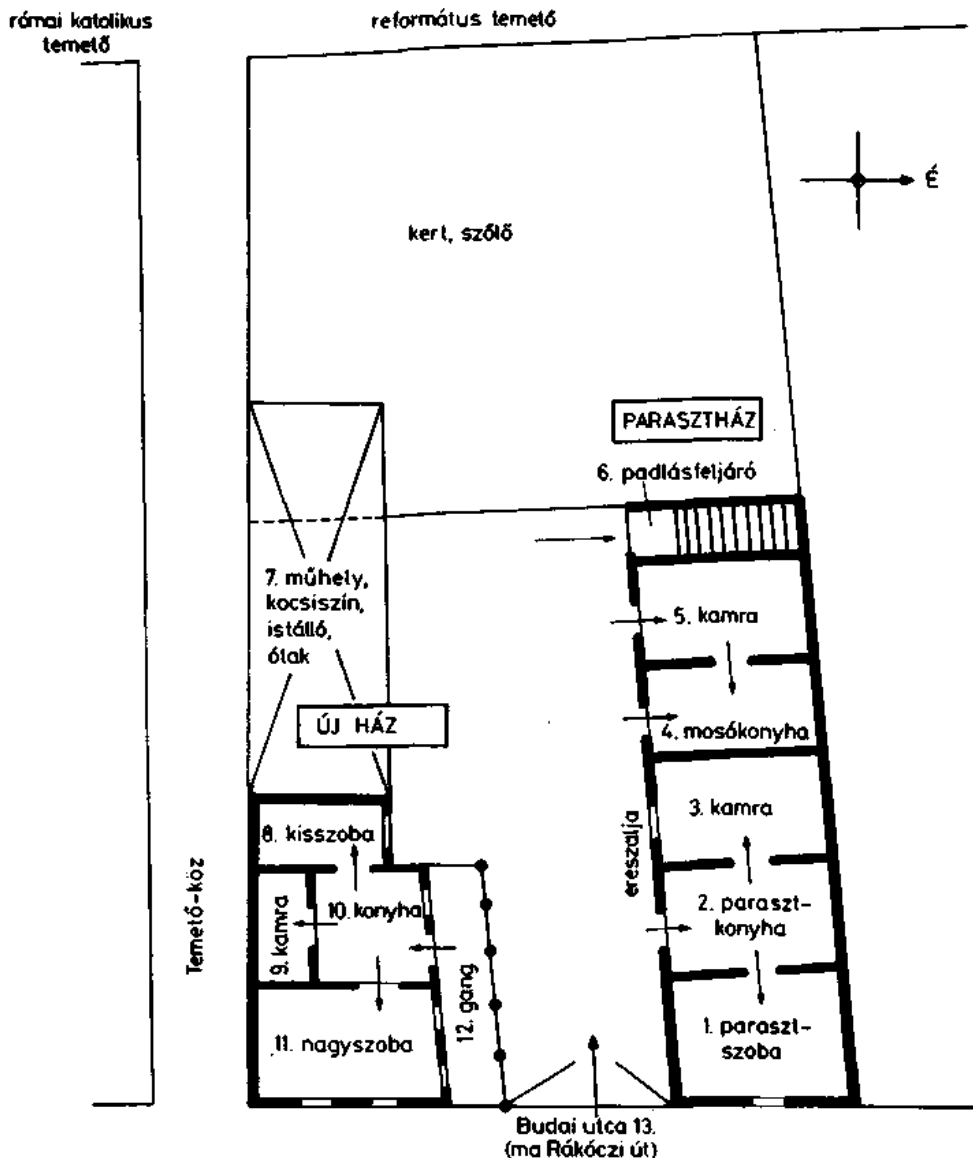 római katolikus
temető
református temető
É
kert, szőlő
PARASZTHÁZ
6. padlásfeljáró
7. műhely,
kocsiszín,
istálló,
ólak
5. kamra
ÚJ HÁZ
4. mosókonyha
3. kamra
ereszalja
8. kisszoba
2. paraszt-
konyha
10. konyha
9. kamra
Temető-köz
12. gang
11. nagyszoba
1. paraszt-
szoba
Budai utca 13.
(ma Rákóczi út)